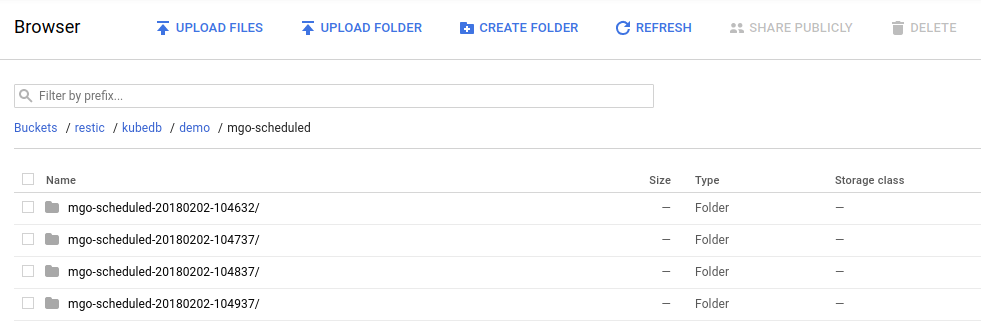 Browser UPLOAD FILES UPLOAD FOLDER CREATE FOLDER REFRESH SHARE PUBLICLY DELETE
Filter by prefix...
Buckets / restic / kubedb / demo / mgo-scheduled
Name Size Type Storage class
mgo-scheduled-20180202-104632/ — Folder —
mgo-scheduled-20180202-104737/ — Folder —
mgo-scheduled-20180202-104837/ — Folder —
mgo-scheduled-20180202-104937/ — Folder —